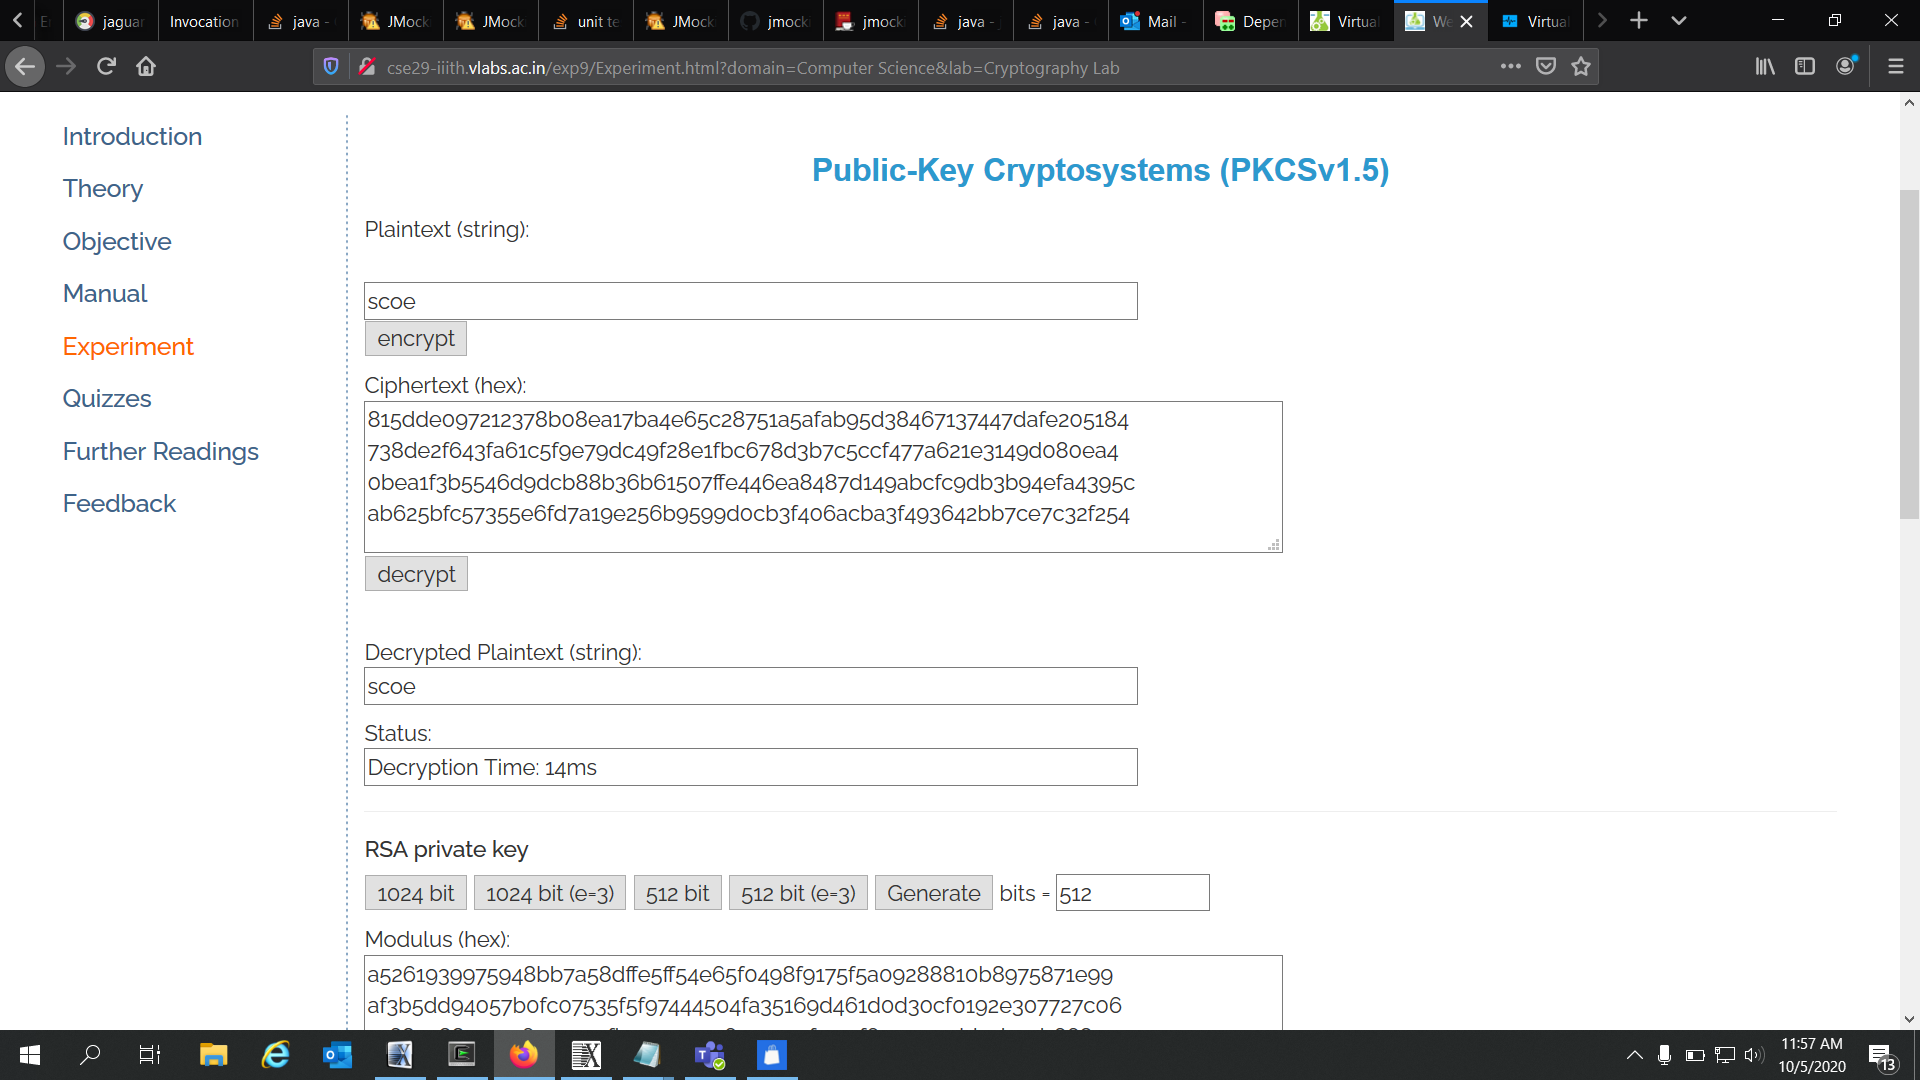 jaguar
Invocation
java -
JMock
JMock
unit te
JMock
jmocki
jmocki
java - j
java -
Mail -
Depen
Virtual
We
Virtual
cse29-iiith.vlabs.ac.in/exp9/Experiment.html?domain=Computer Science&lab=Cryptography Lab
Introduction
Theory
Objective
Manual
Experiment
Quizzes
Further Readings
Feedback
Public-Key Cryptosystems (PKCSv1.5)
Plaintext (string):
scoe
encrypt
Ciphertext (hex):
815dde097212378b08ea17ba4e65c28751a5afab95d38467137447dafe205184
738de2f643fa61c5f9e79dc49f28e1fbc678d3b7c5ccf477a621e3149d080ea4
0bea1f3b5546d9dcb88b36b61507ffe446ea8487d149abcfc9db3b94efa4395c
ab625bfc57355e6fd7a19e256b9599d0cb3f406acba3f493642bb7ce7c32f254
decrypt
Decrypted Plaintext (string):
scoe
Status:
Decryption Time: 14ms
RSA private key
1024 bit 1024 bit (e=3) 512 bit 512 bit (e=3) Generate bits = 512
Modulus (hex):
a5261939975948bb7a58dffe5ff54e65f0498f9175f5a09288810b8975871e99
af3b5dd94057b0fc07535f5f97444504fa35169d461d0d30cf0192e307727c06
11:57 AM
10/5/2020
13